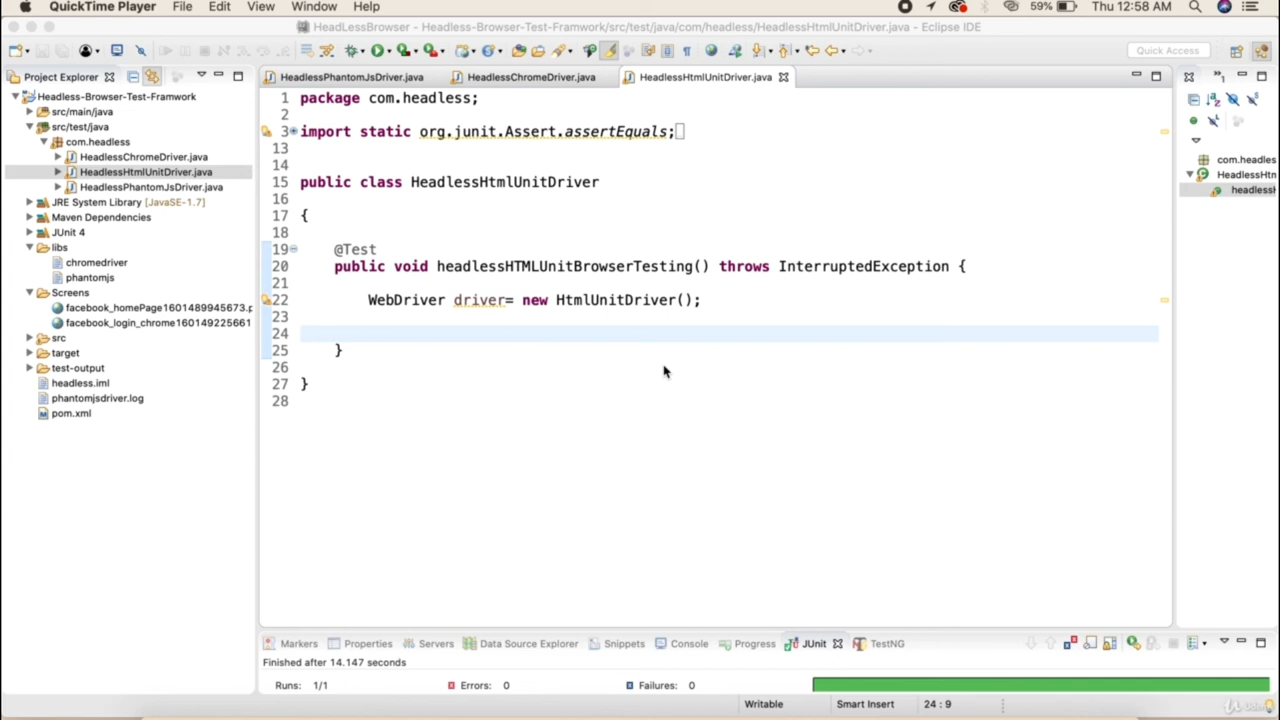 QuickTime Player File Edit View Window Help 59% Thu 12:58 AM
HeadLessBrowser - Headless-Browser-Test-Framwork/src/test/java/com/headless/HeadlessHtmlUnitDriver.java - Eclipse IDE
Quick Access
Project Explorer
Headless-Browser-Test-Framwork
src/main/java
src/test/java
com.headless
HeadlessChromeDriver.java
HeadlessHtmlUnitDriver.java
HeadlessPhantomJsDriver.java
JRE System Library [JavaSE-1.7]
Maven Dependencies
JUnit 4
libs
chromedriver
phantomjs
Screens
facebook_homePage1601489945673.p
facebook_login_chrome160149225661
src
target
test-output
headless.iml
phantomjsdriver.log
pom.xml
HeadlessPhantomJsDriver.java HeadlessChromeDriver.java HeadlessHtmlUnitDriver.java
1 package com.headless;
2
3 import static org.junit.Assert.assertEquals;
13
14
15 public class HeadlessHtmlUnitDriver
16
17 {
18
19 @Test
20 public void headlessHTMLUnitBrowserTesting() throws InterruptedException {
21
22 WebDriver driver= new HtmlUnitDriver();
23
24
25 }
26
27 }
28
com.headles
HeadlessHtn
headlessH
Markers Properties Servers Data Source Explorer Snippets Console Progress JUnit TestNG
Finished after 14.147 seconds
Runs: 1/1 Errors: 0 Failures: 0
Writable Smart Insert 24 : 9